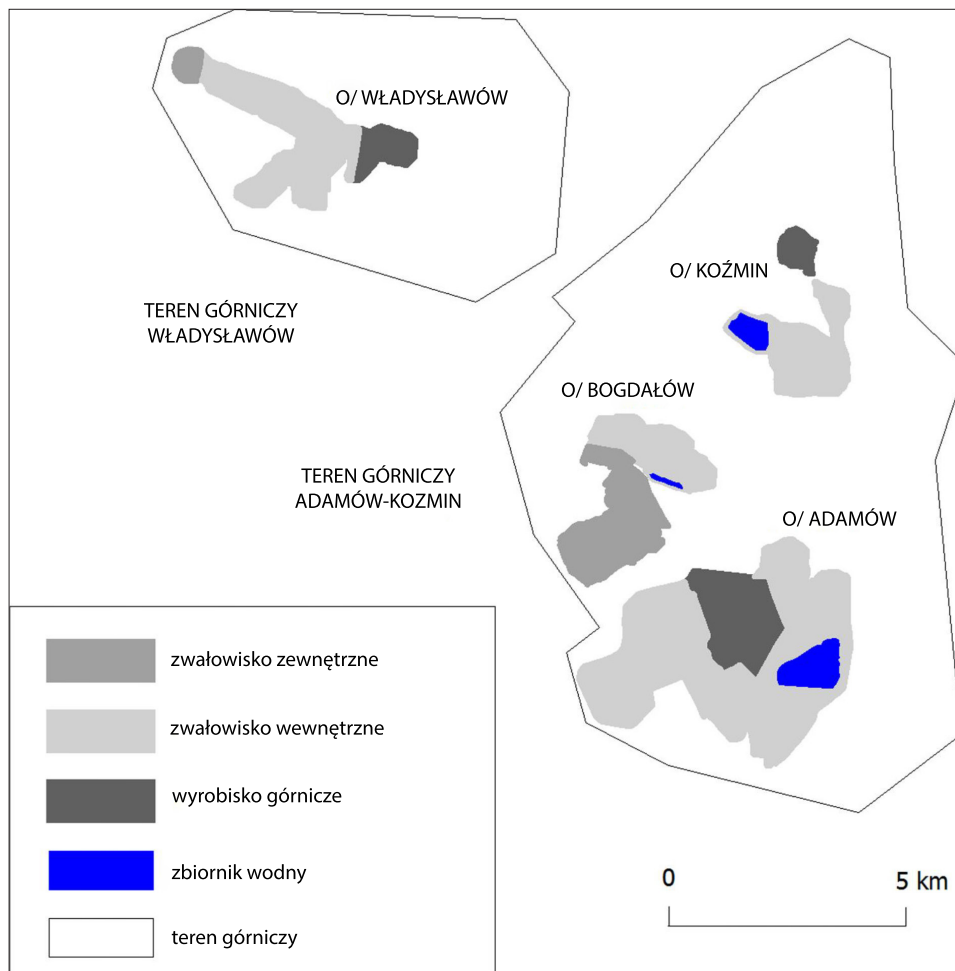 O/ WŁADYSŁAWÓW
O/ KOŹMIN
TEREN GÓRNICZY
WŁADYSŁAWÓW
O/ BOGDAŁÓW
TEREN GÓRNICZY
ADAMÓW-KOZMIN
O/ ADAMÓW
zwałowisko zewnętrzne
zwałowisko wewnętrzne
wyrobisko górnicze
zbiornik wodny
teren górniczy
0 5 km